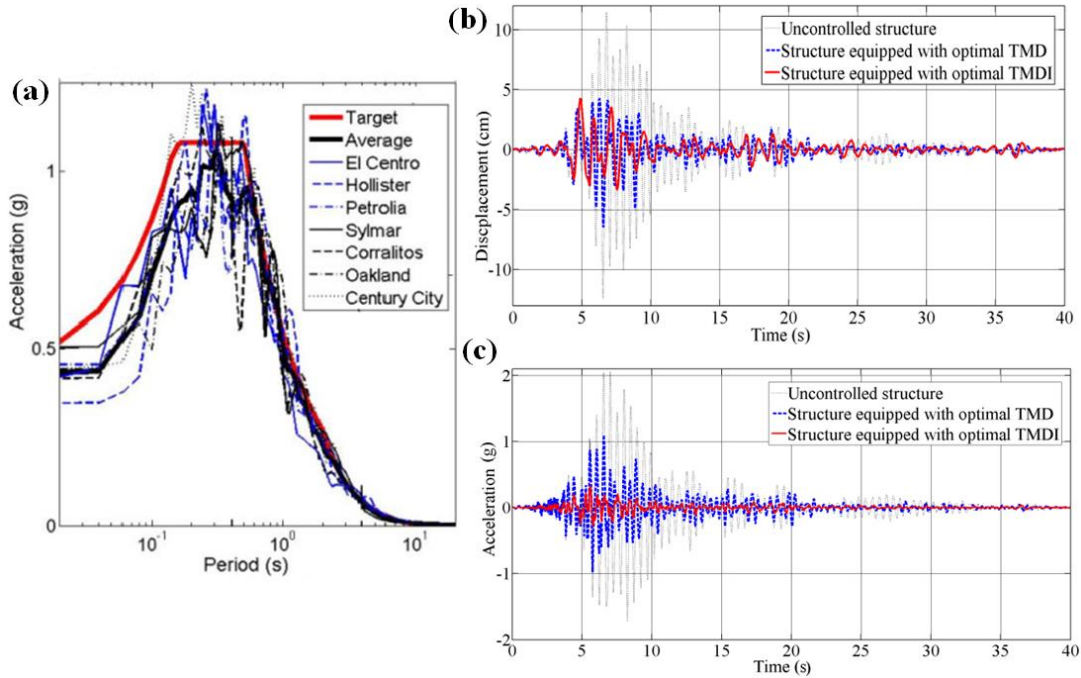 (a)
Target
Average
El Centro
Hollister
Petrolia
Sylmar
Corralitos
Oakland
Century City
Acceleration (g)
1
0.5
0
10-1
100
101
Period (s)
(b)
Uncontrolled structure
Structure equipped with optimal TMD
Structure equipped with optimal TMDI
Discplacement (cm)
10
5
0
-5
-10
0 5 10 15 20 25 30 35 40
Time (s)
(c)
Uncontrolled structure
Structure equipped with optimal TMD
Structure equipped with optimal TMDI
Acceleration (g)
2
1
0
-1
-2
0 5 10 15 20 25 30 35 40
Time (s)